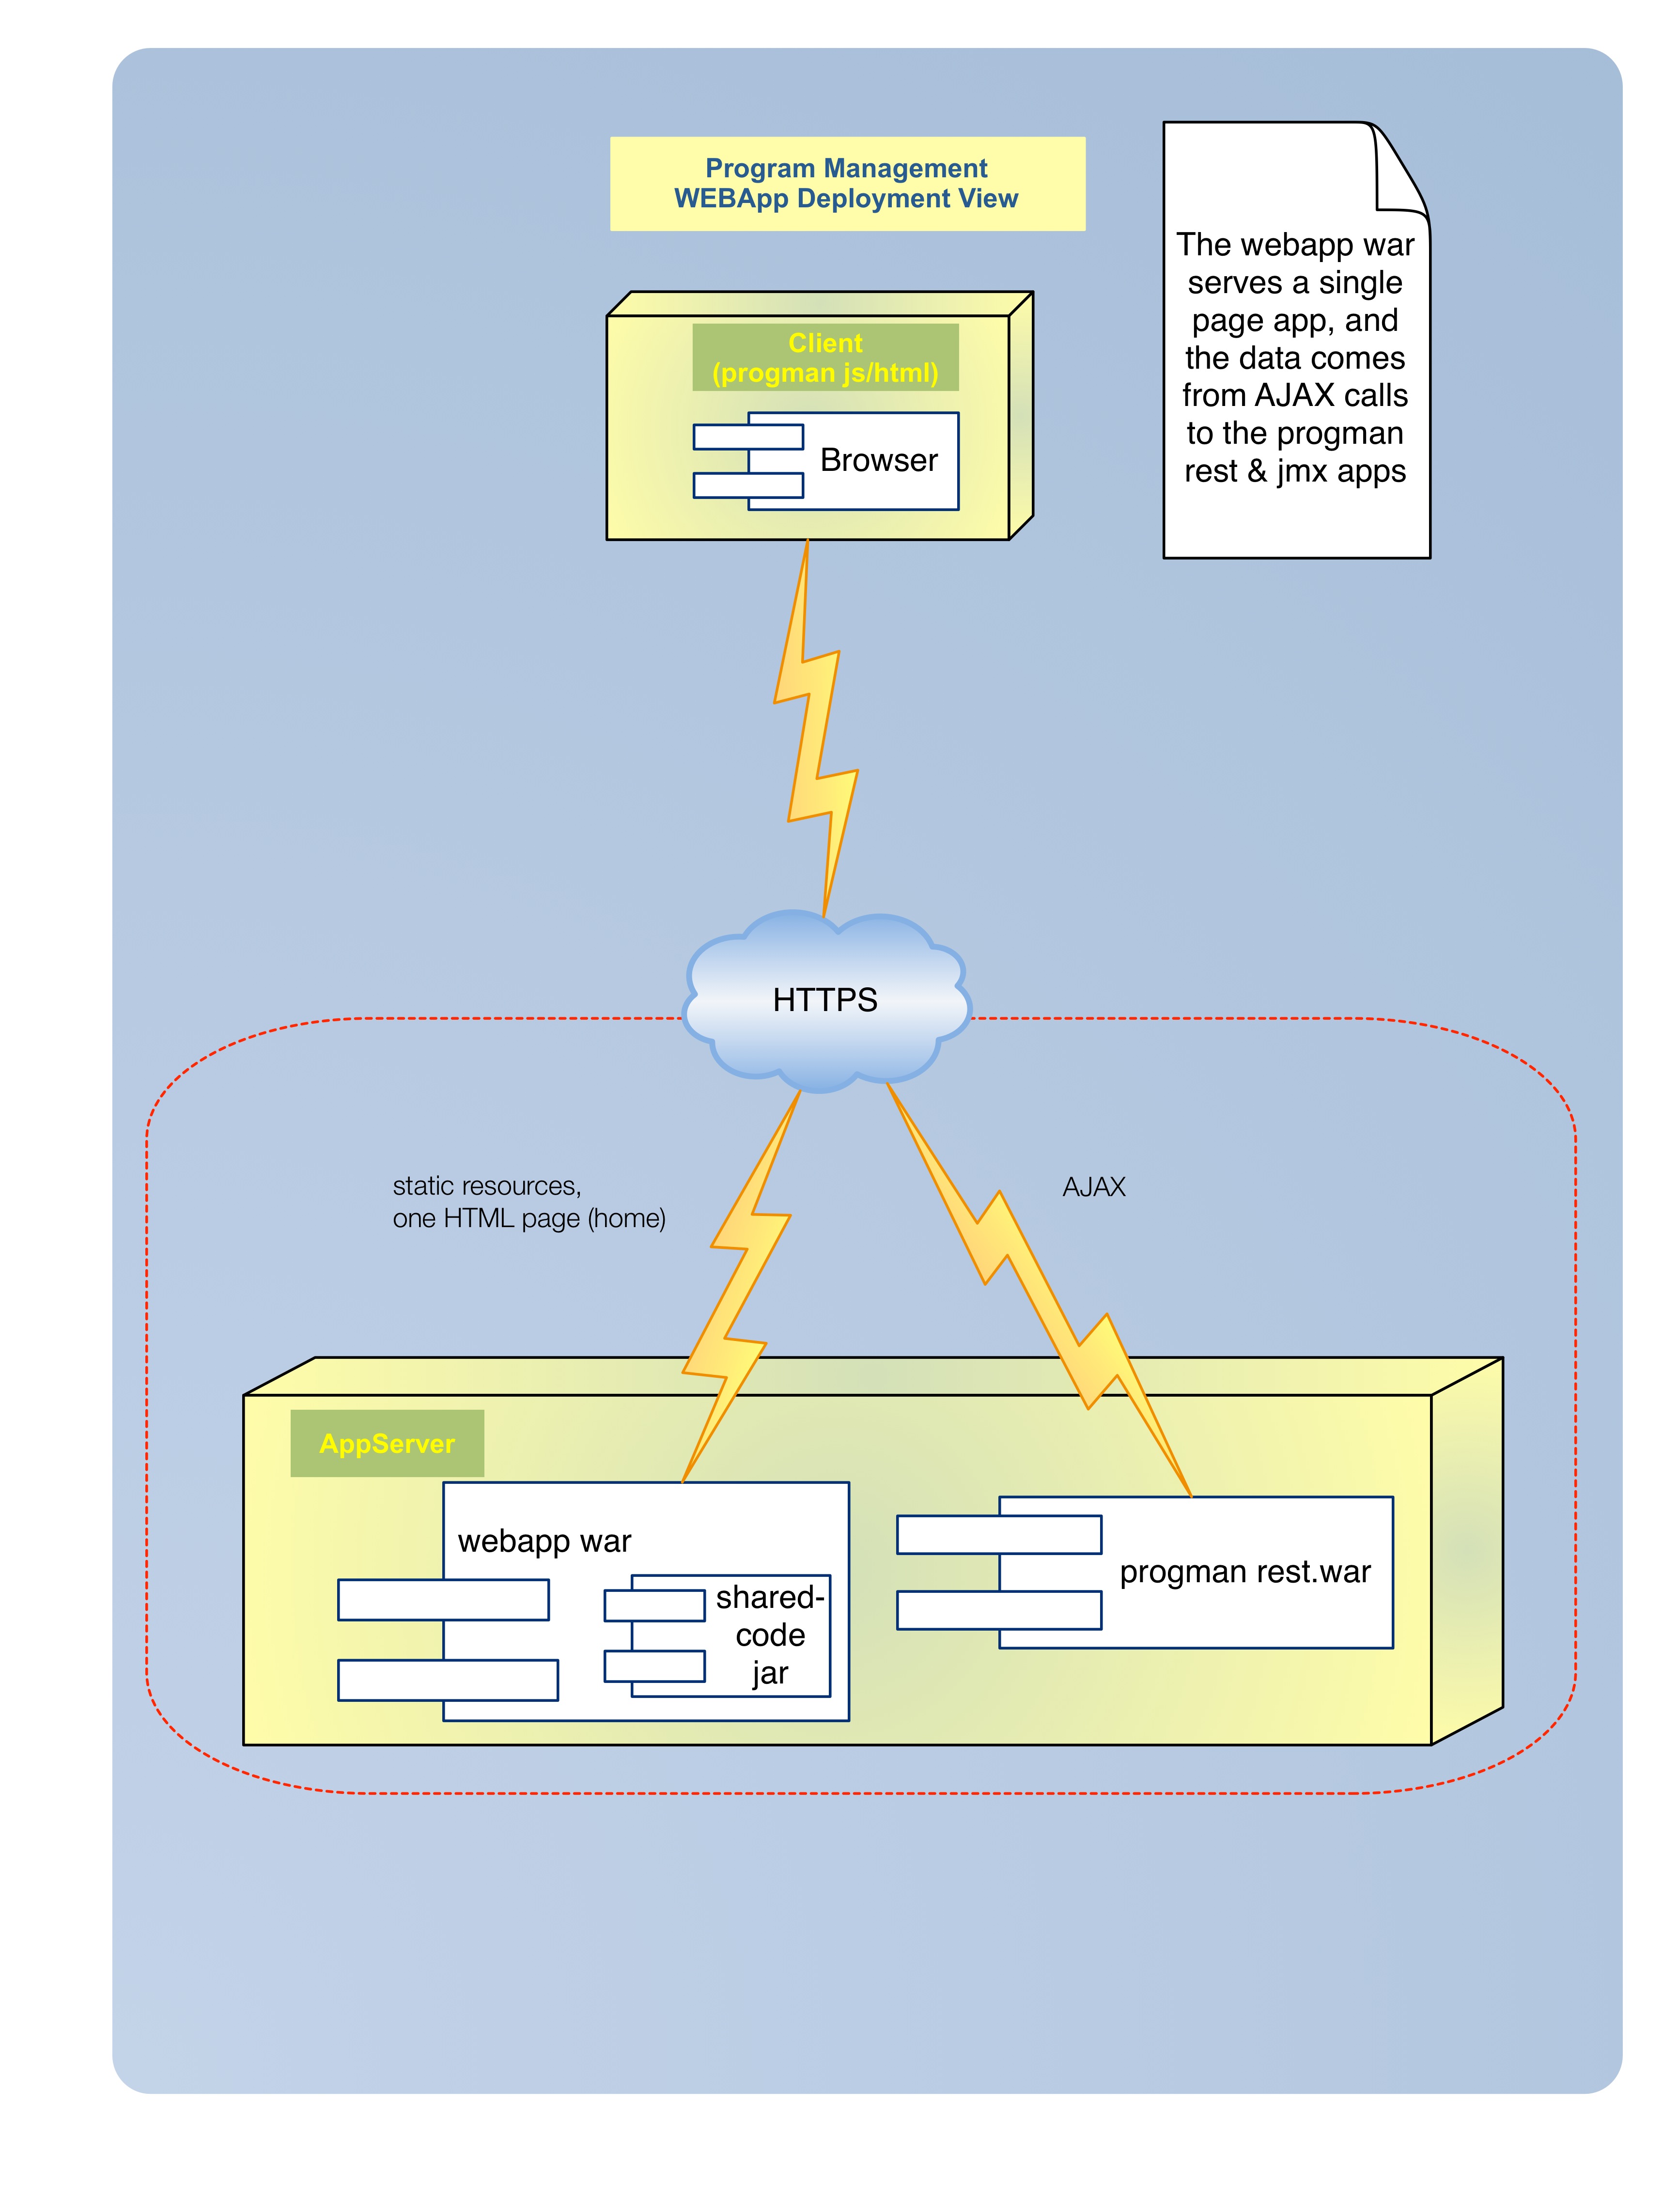 Program Management
WEBApp Deployment View
The webapp war
serves a single
page app, and
the data comes
from AJAX calls
to the progman
rest & jmx apps
Client
(progman js/html)
Browser
HTTPS
static resources,
one HTML page (home)
AJAX
AppServer
webapp war
shared-
code
jar
progman rest.war